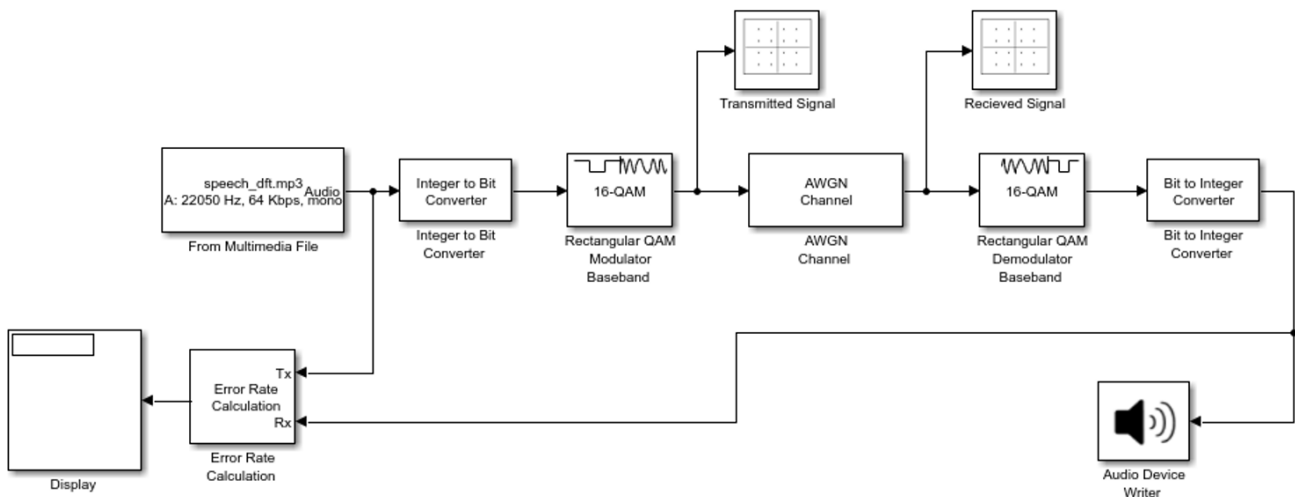 Transmitted Signal
Recieved Signal
speech_dft.mp3
Audio
A: 22050 Hz, 64 Kbps, mono
From Multimedia File
Integer to Bit
Converter
Integer to Bit
Converter
16-QAM
Rectangular QAM
Modulator
Baseband
AWGN
Channel
AWGN
Channel
16-QAM
Rectangular QAM
Demodulator
Baseband
Bit to Integer
Converter
Bit to Integer
Converter
Display
Tx
Error Rate
Calculation
Rx
Error Rate
Calculation
Audio Device
Writer